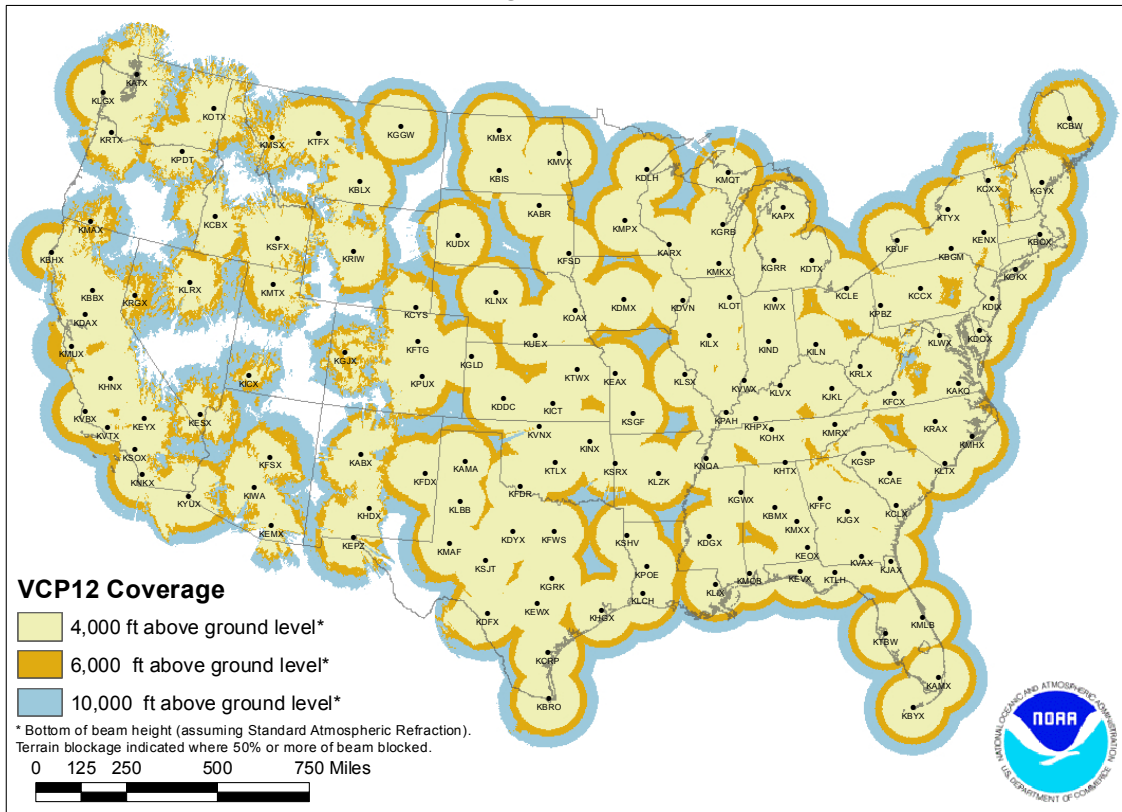 KATX
KLGX
KOTX
KRTX
KPDT
KMSX
KTFX
KGGW
KBLX
KMBX
KMVX
KBIS
KDLH
KMQT
KCBW
KCXX
KGYX
KMAX
KCBX
KSFX
KRIW
KUDX
KABR
KMPX
KARX
KGRB
KAPX
KTYX
KBHX
KBUF
KENX
KBOX
KBGM
KFSD
KMKX
KGRR
KDTX
KOKX
KBBX
KRGX
KLRX
KMTX
KCYS
KLNX
KOAX
KDMX
KDVN
KLOT
KIWX
KCLE
KCCX
KPBZ
KDIX
KDAX
KMUX
KGJX
KFTG
KGLD
KUEX
KILX
KIND
KILN
KLWX
KDOX
KHNX
KICX
KPUX
KTWX
KEAX
KLSX
KVWX
KLVX
KJKL
KRLX
KFCX
KAKQ
KVBX
KEYX
KESX
KDDC
KICT
KSGF
KPAH
KHPX
KOHX
KMRX
KRAX
KMHX
KVTX
KSOX
KFSX
KABX
KAMA
KVNX
KINX
KSRX
KNQA
KHTX
KGSP
KLTX
KNKX
KYUX
KIWA
KFDX
KTLX
KLZK
KCAE
KLBB
KFDR
KGWX
KBMX
KFFC
KJGX
KCLX
KEMX
KHDX
KEPZ
KMAF
KDYX
KFWS
KSHV
KDGX
KMXX
KEOX
KVAX
KJAX
KSJT
KGRK
KPOE
KLIX
KMOB
KEVX
KTLH
KDFX
KEWX
KHGX
KLCH
KMLB
KTBW
KCRP
KAMX
KBRO
KBYX
VCP12 Coverage
4,000 ft above ground level*
6,000 ft above ground level*
10,000 ft above ground level*
* Bottom of beam height (assuming Standard Atmospheric Refraction).
Terrain blockage indicated where 50% or more of beam blocked.
0 125 250 500 750 Miles
NATIONAL OCEANIC AND ATMOSPHERIC ADMINISTRATION
NOAA
U.S. DEPARTMENT OF COMMERCE